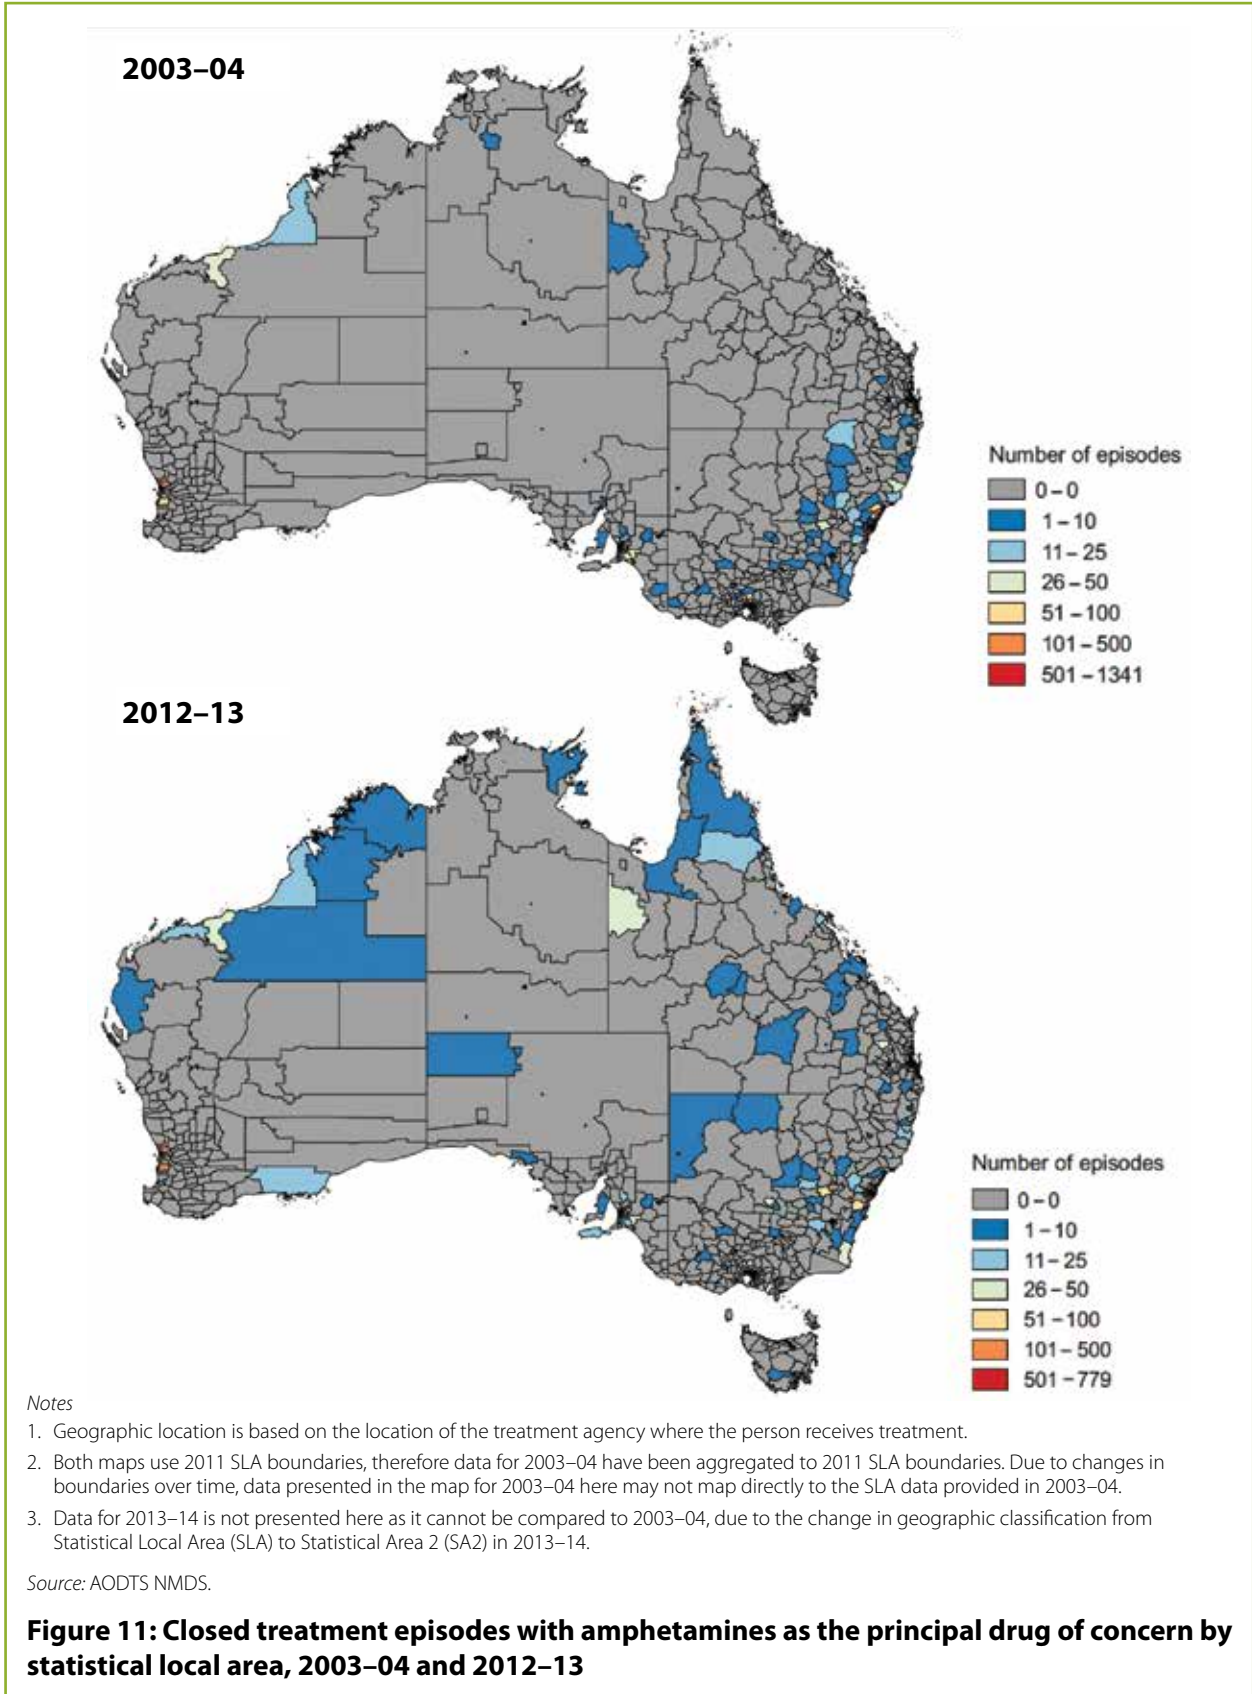 2003–04
Number of episodes
0 – 0
1 – 10
11 – 25
26 – 50
51 – 100
101 – 500
501 – 1341
2012–13
Number of episodes
0 – 0
1 – 10
11 – 25
26 – 50
51 – 100
101 – 500
501 – 779
Notes
1. Geographic location is based on the location of the treatment agency where the person receives treatment.
2. Both maps use 2011 SLA boundaries, therefore data for 2003–04 have been aggregated to 2011 SLA boundaries. Due to changes in
boundaries over time, data presented in the map for 2003–04 here may not map directly to the SLA data provided in 2003–04.
3. Data for 2013–14 is not presented here as it cannot be compared to 2003–04, due to the change in geographic classification from
Statistical Local Area (SLA) to Statistical Area 2 (SA2) in 2013–14.
Source: AODTS NMDS.
Figure 11: Closed treatment episodes with amphetamines as the principal drug of concern by
statistical local area, 2003–04 and 2012–13